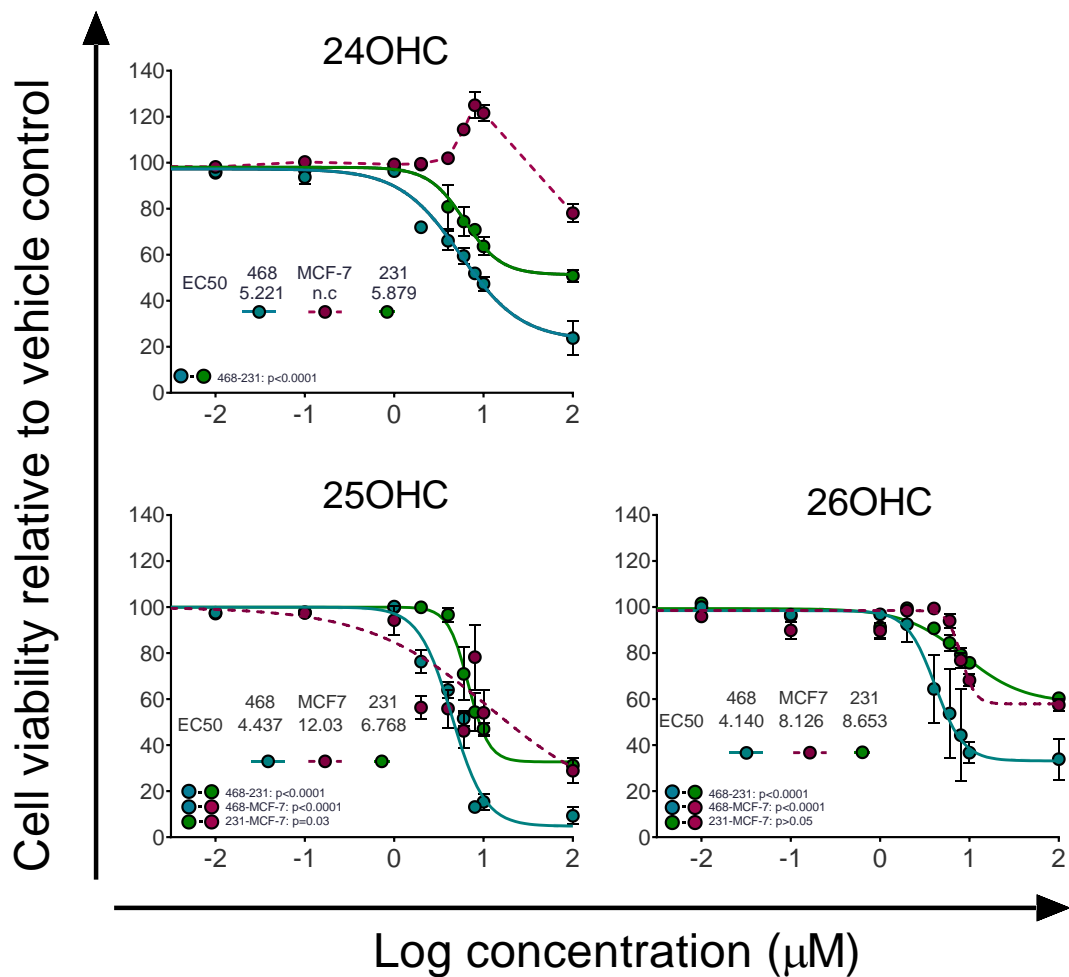 Cell viability relative to vehicle control
24OHC
140
120
100
80
60
40
20
0
468 MCF-7 231
EC50 5.221 n.c 5.879
468-231: p<0.0001
-2 -1 0 1 2
25OHC
140
120
100
80
60
40
20
0
468 MCF7 231
EC50 4.437 12.03 6.768
468-231: p<0.0001
468-MCF-7: p<0.0001
231-MCF-7: p=0.03
-2 -1 0 1 2
26OHC
140
120
100
80
60
40
20
0
468 MCF7 231
EC50 4.140 8.126 8.653
468-231: p<0.0001
468-MCF-7: p<0.0001
231-MCF-7: p>0.05
-2 -1 0 1 2
Log concentration (μM)